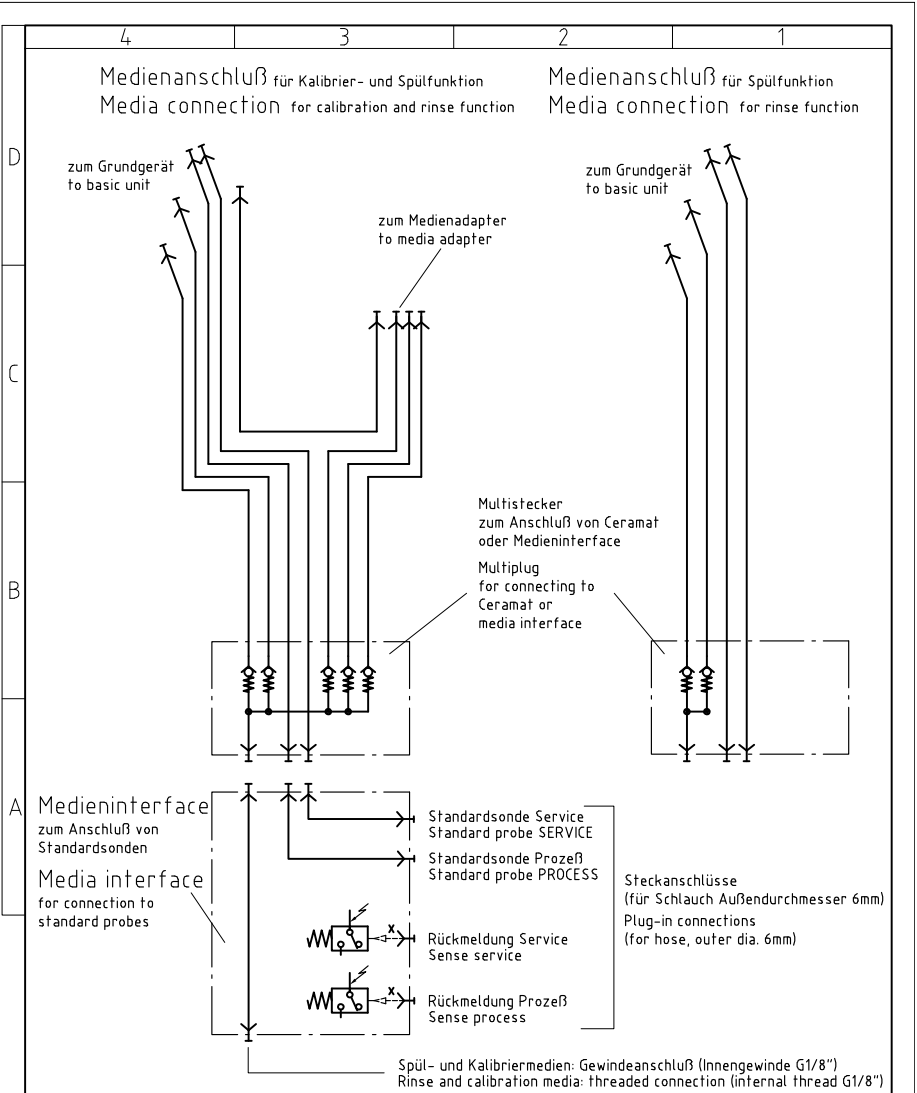 4 3 2 1
Medienanschluß für Kalibrier- und Spülfunktion
Media connection for calibration and rinse function
Medienanschluß für Spülfunktion
Media connection for rinse function
D
zum Grundgerät
to basic unit
zum Medienadapter
to media adapter
zum Grundgerät
to basic unit
C
Multistecker
zum Anschluß von Ceramat
oder Medieninterface
Multiplug
for connecting to
Ceramat or
media interface
B
A
Medieninterface
zum Anschluß von
Standardsonden
Media interface
for connection to
standard probes
Standardsonde Service
Standard probe SERVICE
Standardsonde Prozeß
Standard probe PROCESS
x
Rückmeldung Service
Sense service
x
Rückmeldung Prozeß
Sense process
Steckanschlüsse
(für Schlauch Außendurchmesser 6mm)
Plug-in connections
(for hose, outer dia. 6mm)
Spül- und Kalibriermedien: Gewindeanschluß (Innengewinde G1/8")
Rinse and calibration media: threaded connection (internal thread G1/8")